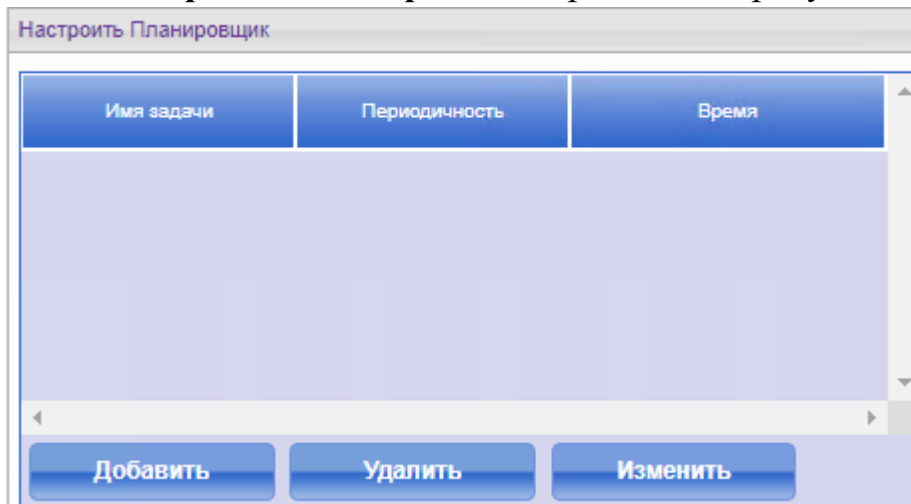 Настроить Планировщик
Имя задачи Периодичность Время
Добавить Удалить Изменить